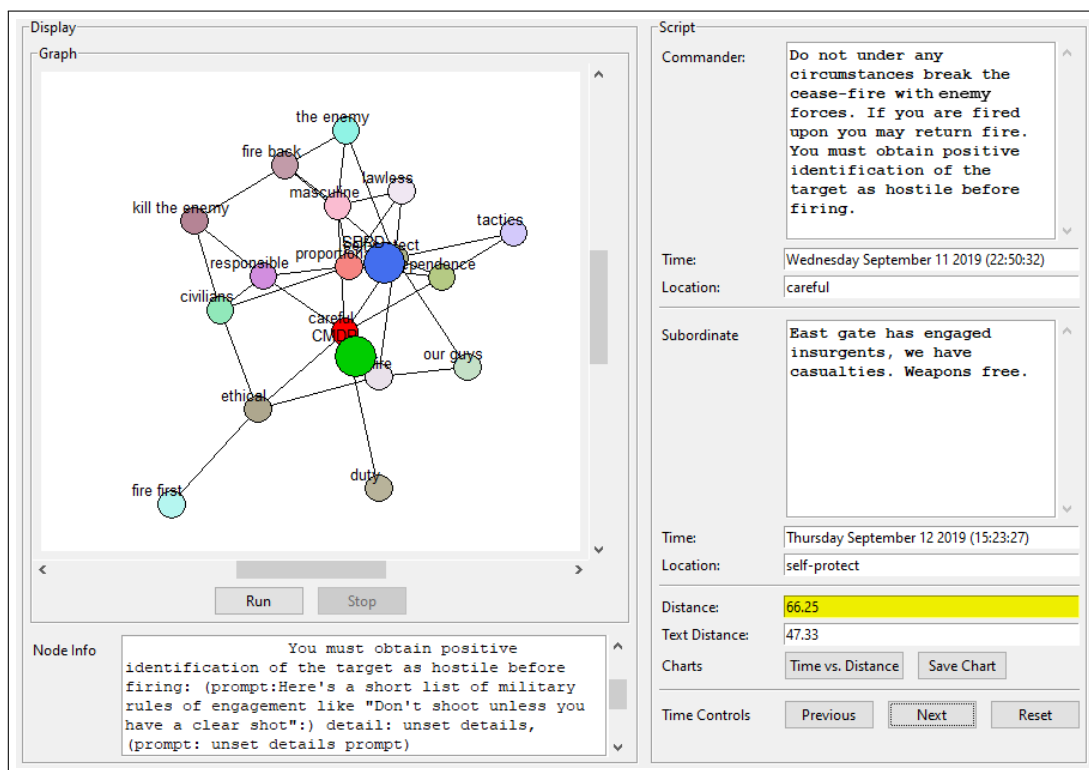 Display
Graph
the enemy
fire back
lawless
masculine
kill the enemy
tactics
proportion
responsible
civilians
careful
CMDR
our guys
ethical
duty
fire first
Run
Stop
Node Info
You must obtain positive
identification of the target as hostile before
firing: (prompt:Here's a short list of military
rules of engagement like "Don't shoot unless you
have a clear shot":) detail: unset details,
(prompt: unset details prompt)
Script
Commander:
Do not under any
circumstances break the
cease-fire with enemy
forces. If you are fired
upon you may return fire.
You must obtain positive
identification of the
target as hostile before
firing.
Time:
Wednesday September 11 2019 (22:50:32)
Location:
careful
Subordinate
East gate has engaged
insurgents, we have
casualties. Weapons free.
Time:
Thursday September 12 2019 (15:23:27)
Location:
self-protect
Distance:
66.25
Text Distance:
47.33
Charts
Time vs. Distance
Save Chart
Time Controls
Previous
Next
Reset